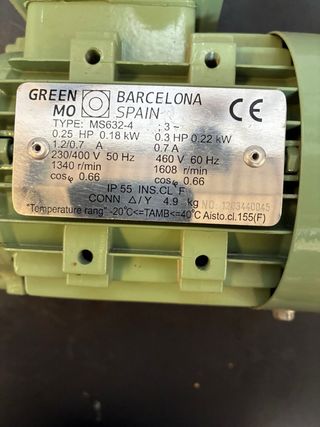 GREEN BARCELONA
MO SPAIN CE
TYPE: MS632-4 ; 3 ~
0.25 HP 0.18 kW 0.3 HP 0.22 kW
1.2/0.7 A 0.7 A
230/400 V 50 Hz 460 V 60 Hz
1340 r/min 1608 r/min
cosφ 0.66 cosφ 0.66
IP 55 INS.CL F
CONN △/Y 4.9 kg NO. 1203440045
"Temperature rang" -20°C<=TAMB<=40°C Aisto.cl.155(F)